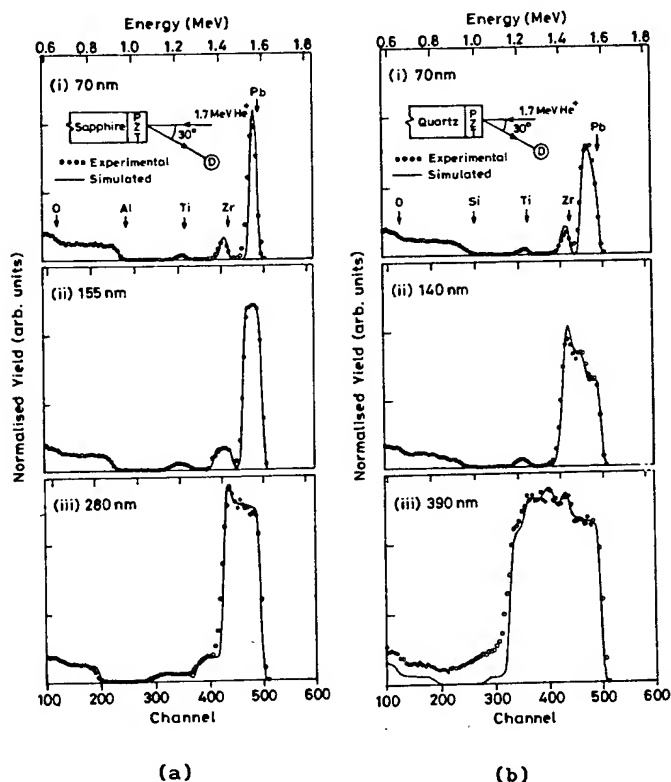 Energy (MeV)
0.6 0.8 1.0 1.2 1.4 1.6 1.8
(i) 70nm
Pb
Sapphire
P
Z
T
1.7MeV He+
30°
D
Experimental
Simulated
O Al Ti Zr
(ii) 155 nm
(iii) 280 nm
Normalised Yield (arb. units)
100 200 300 400 500 600
Channel
(a)
Energy (MeV)
0.6 0.8 1.0 1.2 1.4 1.6 1.8
(i) 70nm
Pb
Quartz
P
Z
T
1.7MeV He+
30°
D
Experimental
Simulated
O Si Ti Zr
(ii) 140 nm
(iii) 390 nm
Normalised Yield (arb. units)
100 200 300 400 500 600
Channel
(b)